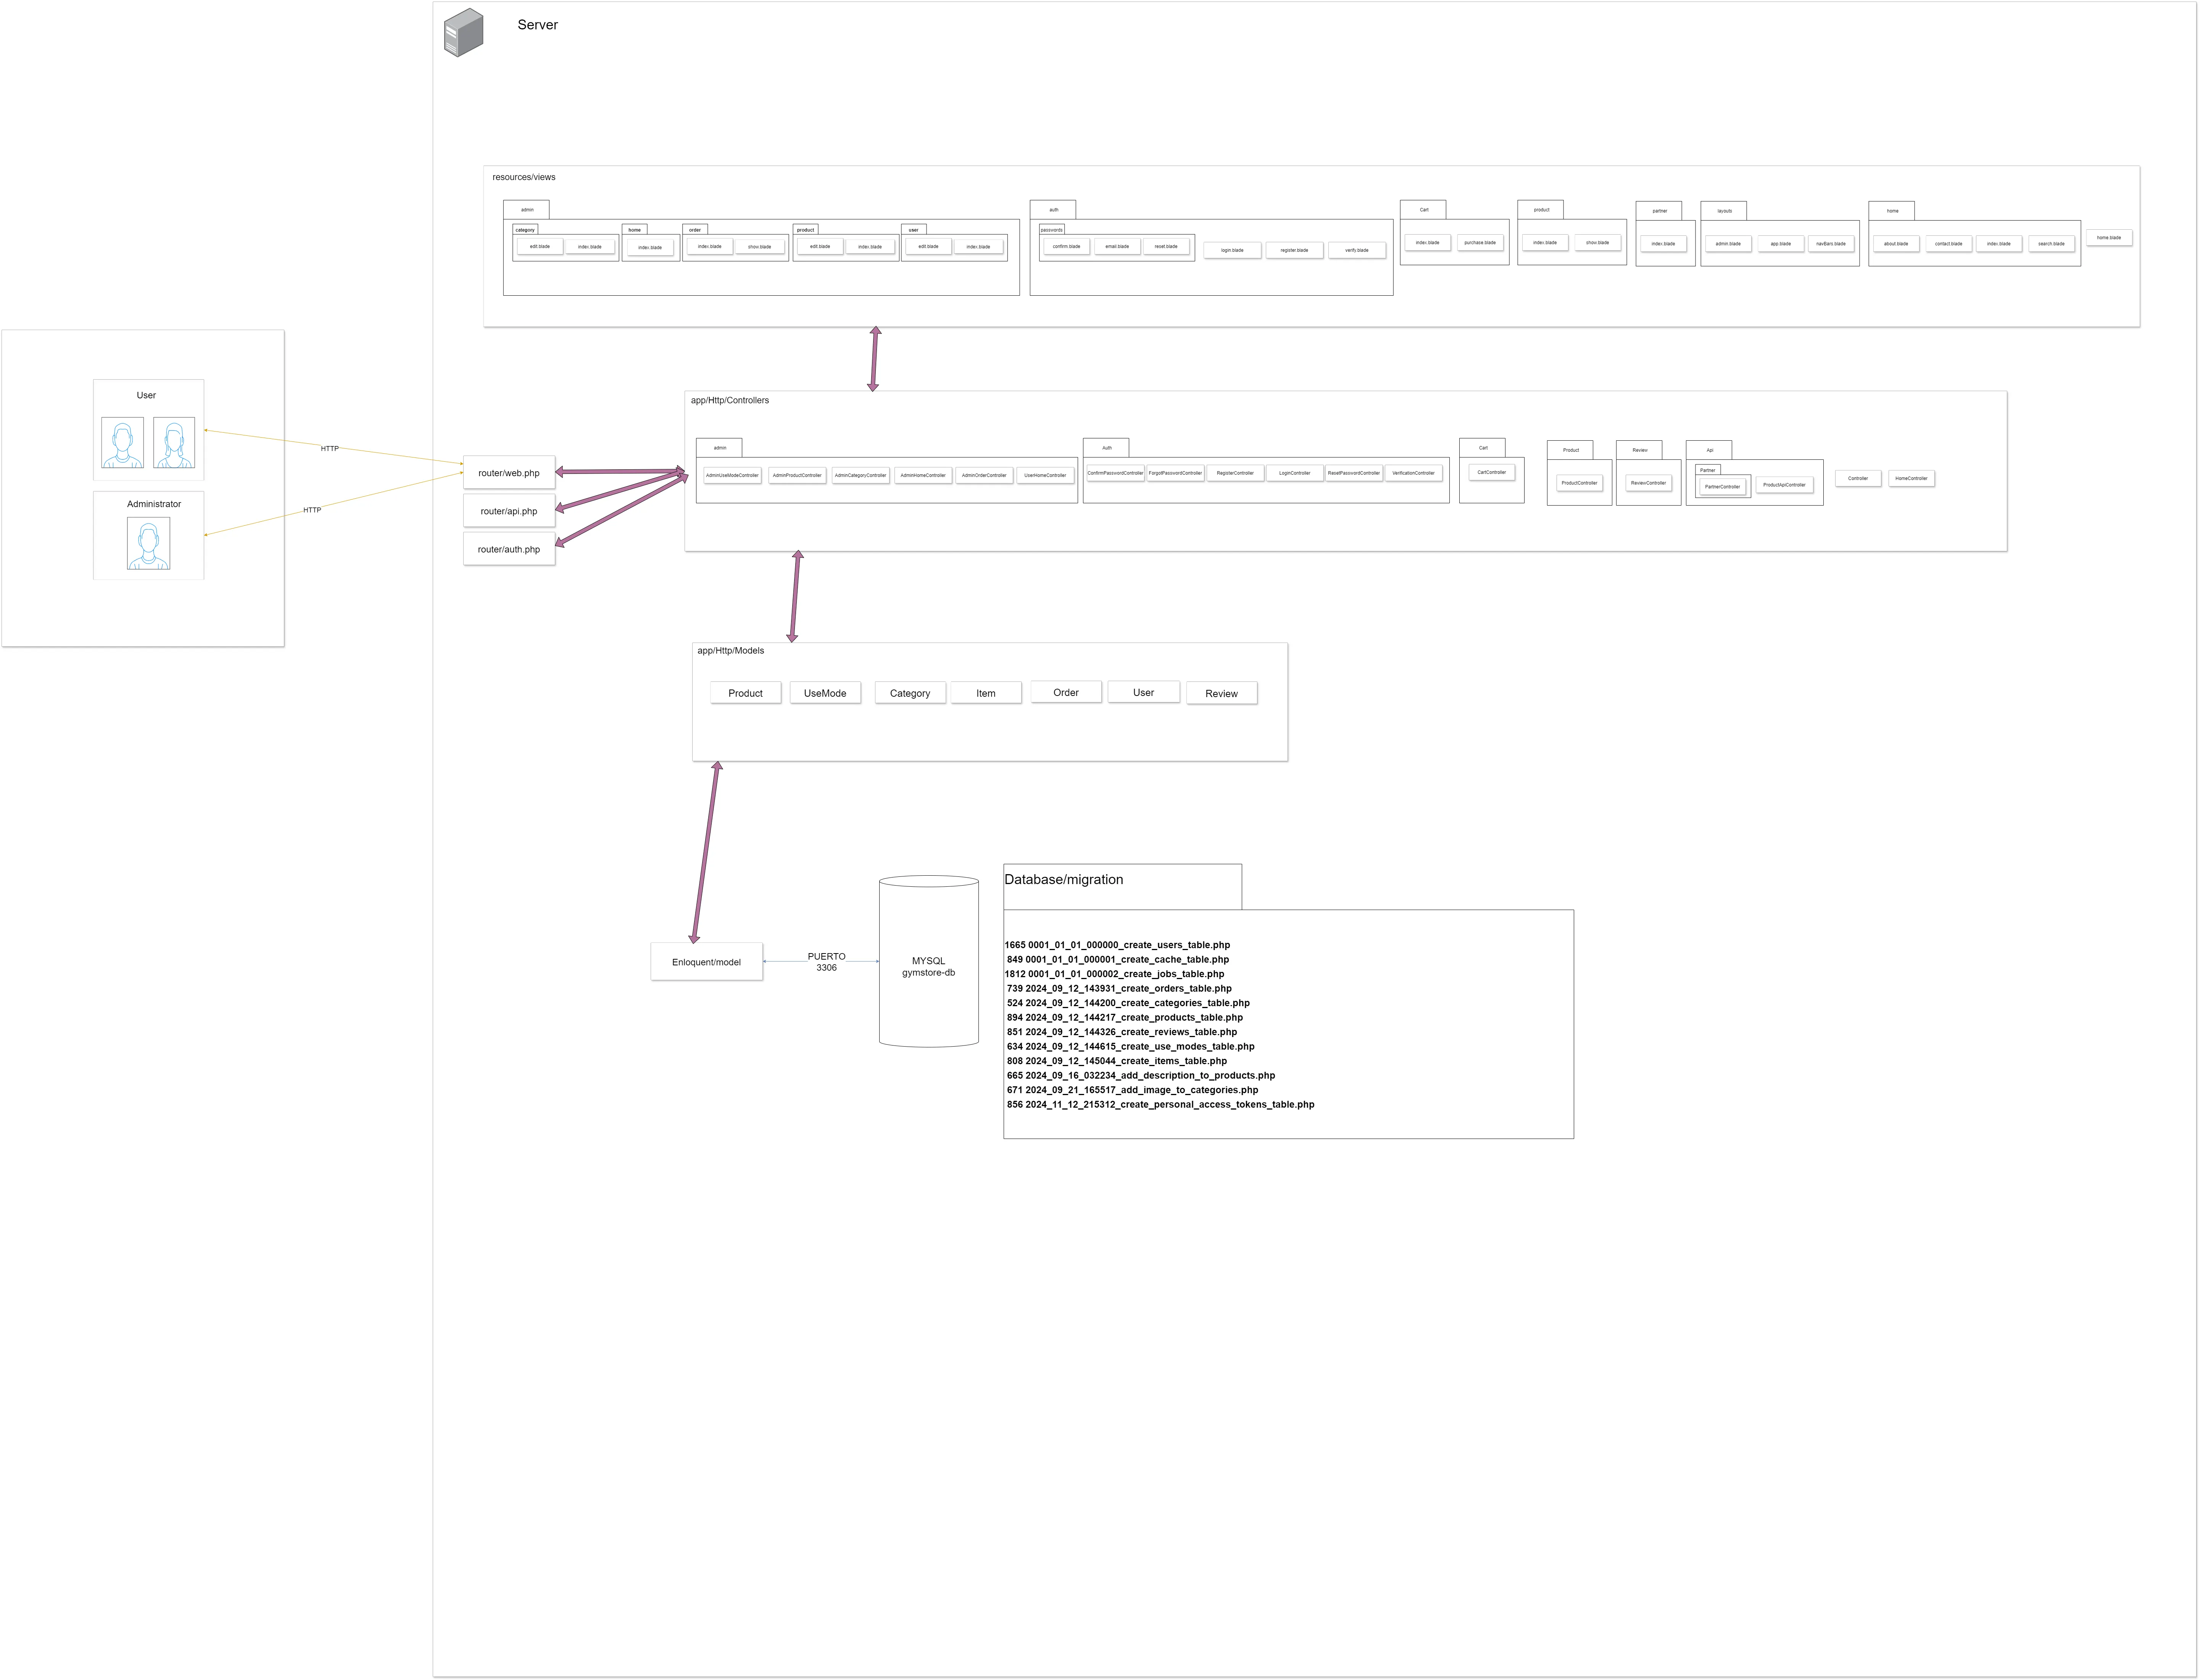 Server
resources/views
admin
category
edit.blade
index.blade
home
index.blade
order
index.blade
show.blade
product
edit.blade
index.blade
user
edit.blade
index.blade
auth
passwords
confirm.blade
email.blade
reset.blade
login.blade
register.blade
verify.blade
Cart
index.blade
purchase.blade
product
index.blade
show.blade
partner
index.blade
layouts
admin.blade
app.blade
navBars.blade
home
about.blade
contact.blade
index.blade
search.blade
home.blade
User
Administrator
HTTP
HTTP
router/web.php
router/api.php
router/auth.php
app/Http/Controllers
admin
AdminUseModeController
AdminProductController
AdminCategoryController
AdminHomeController
AdminOrderController
UserHomeController
Auth
ConfirmPasswordController
ForgotPasswordController
RegisterController
LoginController
ResetPasswordController
VerificationController
Cart
CartController
Product
ProductController
Review
ReviewController
Api
Partner
PartnerController
ProductApiController
Controller
HomeController
app/Http/Models
Product
UseMode
Category
Item
Order
User
Review
Enloquent/model
PUERTO
3306
MYSQL
gymstore-db
Database/migration
1665 0001_01_01_000000_create_users_table.php
849 0001_01_01_000001_create_cache_table.php
1812 0001_01_01_000002_create_jobs_table.php
739 2024_09_12_143931_create_orders_table.php
524 2024_09_12_144200_create_categories_table.php
894 2024_09_12_144217_create_products_table.php
851 2024_09_12_144326_create_reviews_table.php
634 2024_09_12_144615_create_use_modes_table.php
808 2024_09_12_145044_create_items_table.php
665 2024_09_16_032234_add_description_to_products.php
671 2024_09_21_165517_add_image_to_categories.php
856 2024_11_12_215312_create_personal_access_tokens_table.php